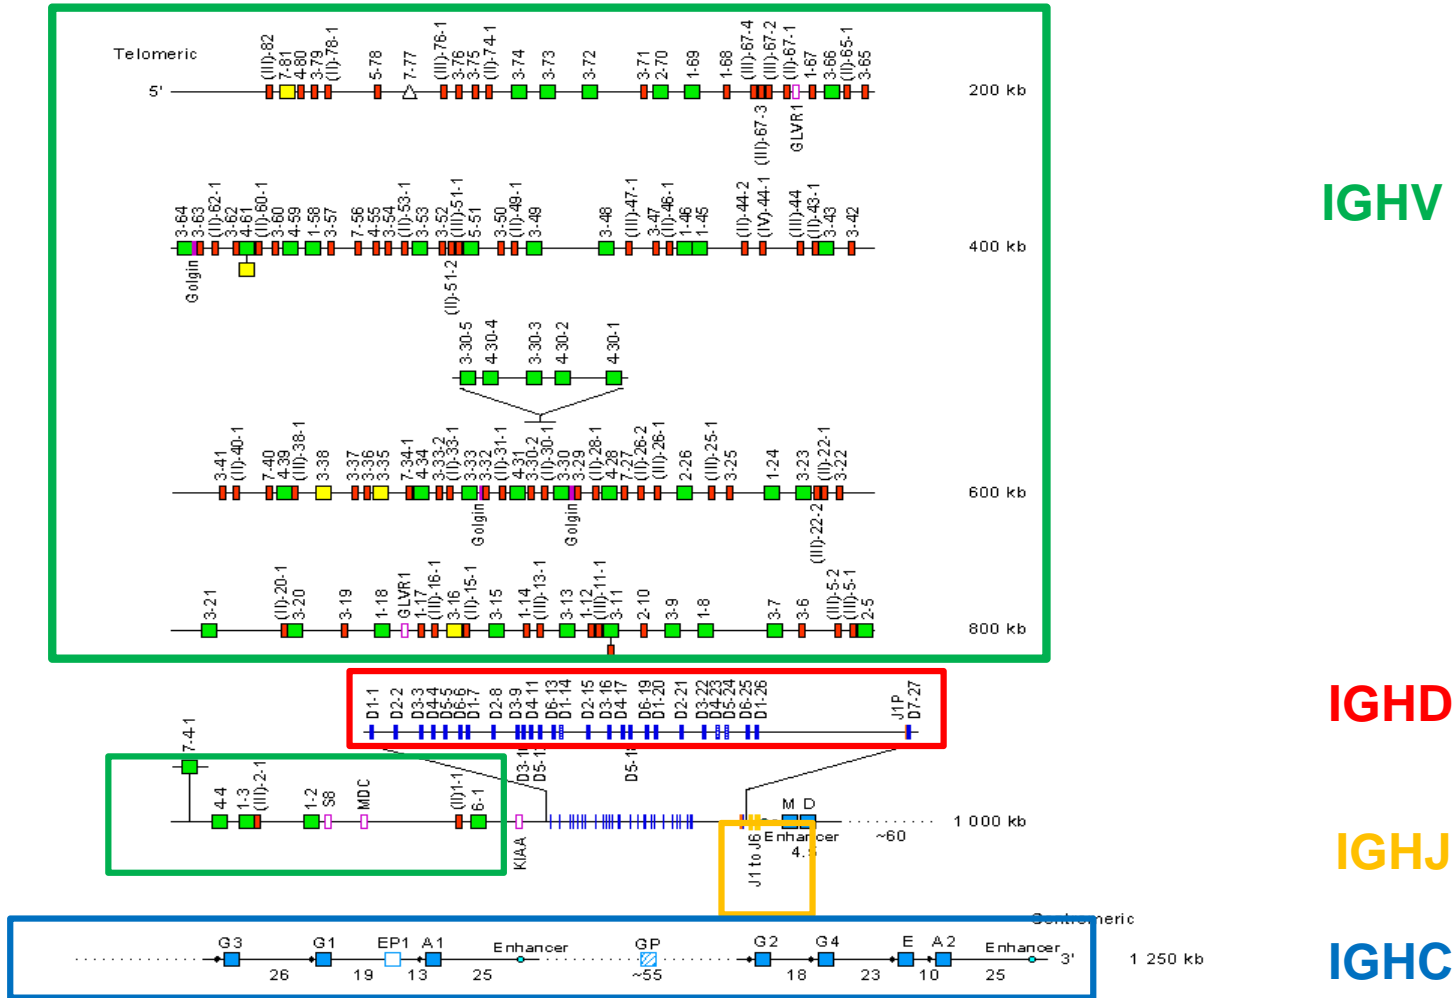 Telomeric
(III)-82 7-81 4-80 3-79 (II)-78-1 5-78 7-77 (III)-76-1 3-76 3-75 (II)-74-1 3-74 3-73 3-72 3-71 2-70 1-69 1-68 (III)-67-4 (III)-67-2 (II)-67-1 1-67 3-66 (II)-65-1 3-65
5' 200 kb
(III)-67-3 GLVR1
IGHV
3-64 3-63 (II)-62-1 3-62 4-61 (II)-60-1 3-60 4-59 1-58 3-57 7-56 4-55 3-54 (II)-53-1 3-53 3-52 (III)-51-1 5-51 3-50 (II)-49-1 3-49 3-48 (III)-47-1 3-47 (II)-46-1 1-46 1-45 (II)-44-2 (IV)-44-1 (III)-44 (II)-43-1 3-43 3-42
400 kb
Golgin (II)-51-2
3-30-5 4-30-4 3-30-3 4-30-2 4-30-1
3-41 (II)-40-1 7-40 4-39 (III)-38-1 3-38 3-37 3-36 3-35 7-34-1 4-34 3-33-2 (II)-33-1 3-33 3-32 (II)-31-1 4-31 3-30-2 (II)-30-1 3-30 3-29 (II)-28-1 4-28 7-27 (II)-26-2 (III)-26-1 2-26 (III)-25-1 3-25 1-24 3-23 (II)-22-1 3-22
600 kb
Golgin Golgin (III)-22-2
3-21 (II)-20-1 3-20 3-19 1-18 GLVR1 1-17 (III)-16-1 3-16 (II)-15-1 3-15 1-14 (III)-13-1 3-13 1-12 (III)-11-1 3-11 2-10 3-9 1-8 3-7 3-6 (III)-5-2 (III)-5-1 2-5
800 kb
D1-1 D2-2 D3-3 D4-4 D5-5 D6-6 D1-7 D2-8 D3-9 D4-11 D6-13 D1-14 D2-15 D3-16 D4-17 D6-19 D1-20 D2-21 D3-22 D4-23 D5-24 D6-25 D1-26 J1P D7-27
IGHD
7-4-1
4-4 1-3 (III)-2-1 1-2 S8 MDC (II)1-1 6-1
M D
1 000 kb
KIAA J1 to J6 Enhancer ~60
4.5
IGHJ
Centromeric
G3 G1 EP1 A1 Enhancer GP G2 G4 E A2 Enhancer
3' 1 250 kb
IGHC
26 19 13 25 ~55 18 23 10 25